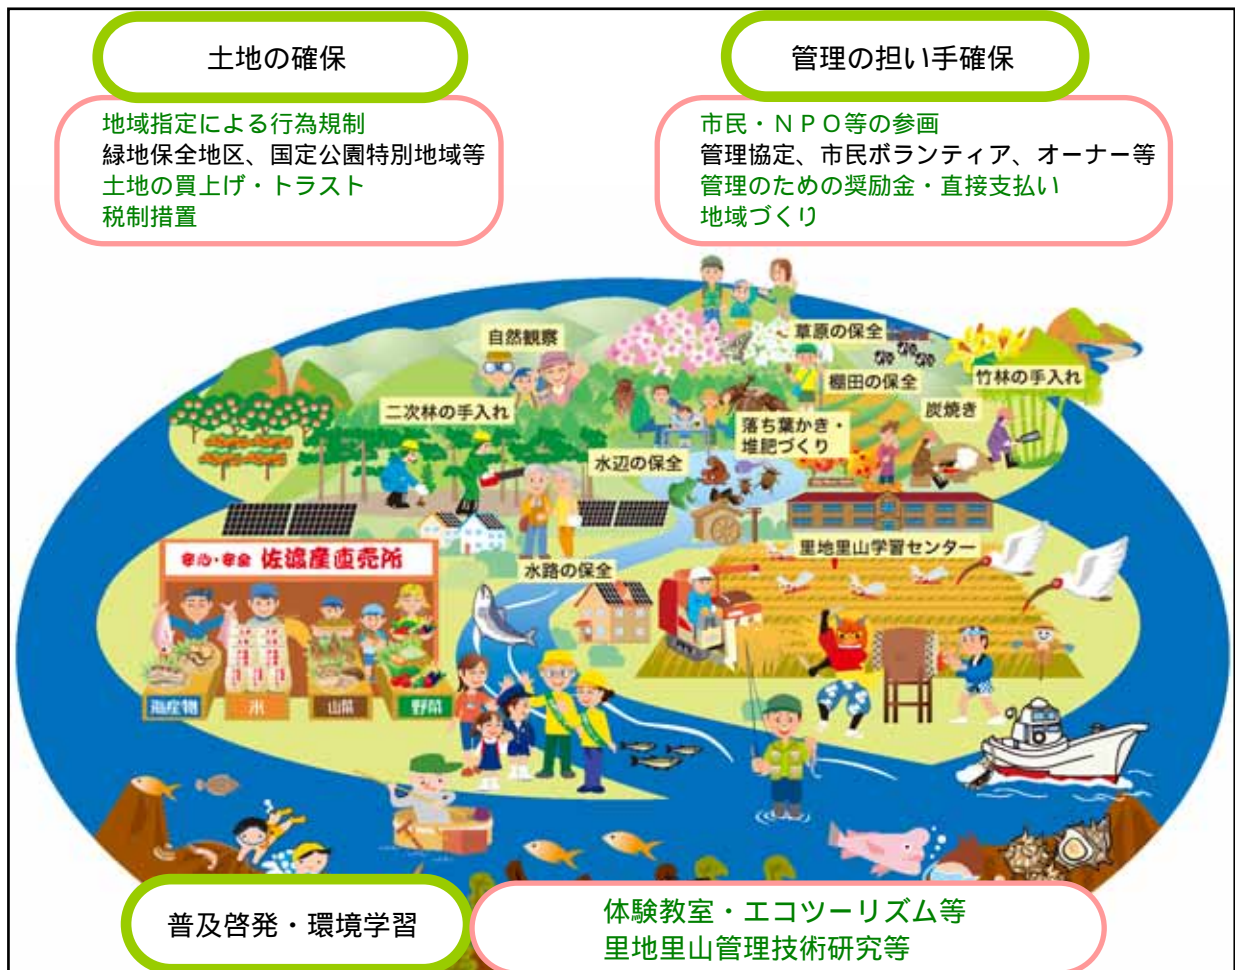 土地の確保
地域指定による行為規制
緑地保全地区、国定公園特別地域等
土地の買上げ・トラスト
税制措置
管理の担い手確保
市民・ＮＰＯ等の参画
管理協定、市民ボランティア、オーナー等
管理のための奨励金・直接支払い
地域づくり
自然観察
草原の保全
棚田の保全
竹林の手入れ
二次林の手入れ
炭焼き
落ち葉かき・
堆肥づくり
水辺の保全
里地里山学習センター
安心・安全 佐渡産直売所
水路の保全
海産物
米
山菜
野菜
普及啓発・環境学習
体験教室・エコツーリズム等
里地里山管理技術研究等